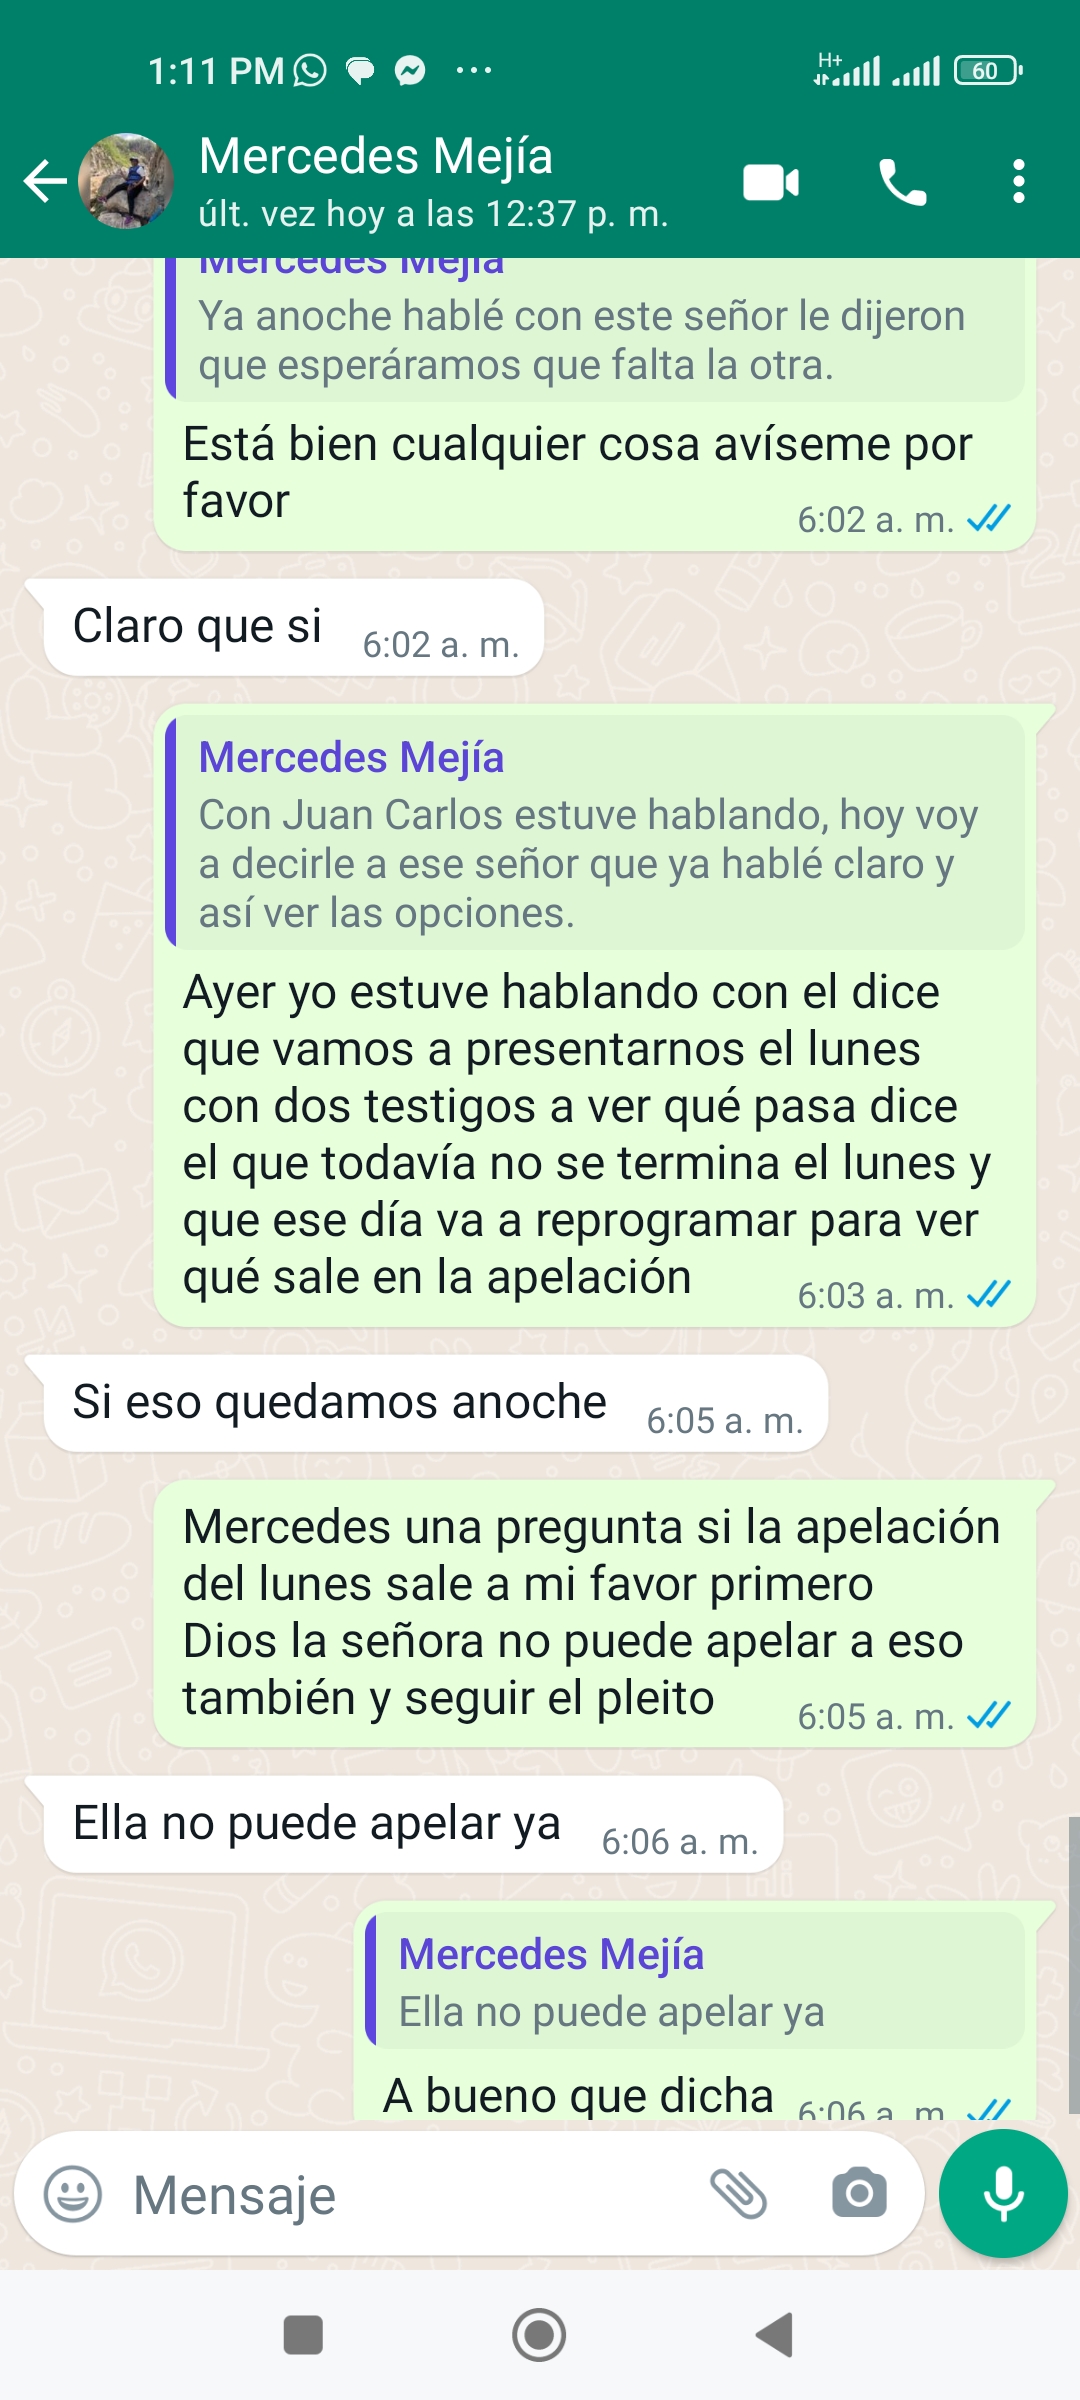 1:11 PM
H+
60
Mercedes Mejía
últ. vez hoy a las 12:37 p. m.
Mercedes Mejía
Ya anoche hablé con este señor le dijeron
que esperáramos que falta la otra.
Está bien cualquier cosa avíseme por
favor
6:02 a. m.
Claro que si
6:02 a. m.
Mercedes Mejía
Con Juan Carlos estuve hablando, hoy voy
a decirle a ese señor que ya hablé claro y
así ver las opciones.
Ayer yo estuve hablando con el dice
que vamos a presentarnos el lunes
con dos testigos a ver qué pasa dice
el que todavía no se termina el lunes y
que ese día va a reprogramar para ver
qué sale en la apelación
6:03 a. m.
Si eso quedamos anoche
6:05 a. m.
Mercedes una pregunta si la apelación
del lunes sale a mi favor primero
Dios la señora no puede apelar a eso
también y seguir el pleito
6:05 a. m.
Ella no puede apelar ya
6:06 a. m.
Mercedes Mejía
Ella no puede apelar ya
A bueno que dicha
6:06 a. m.
Mensaje